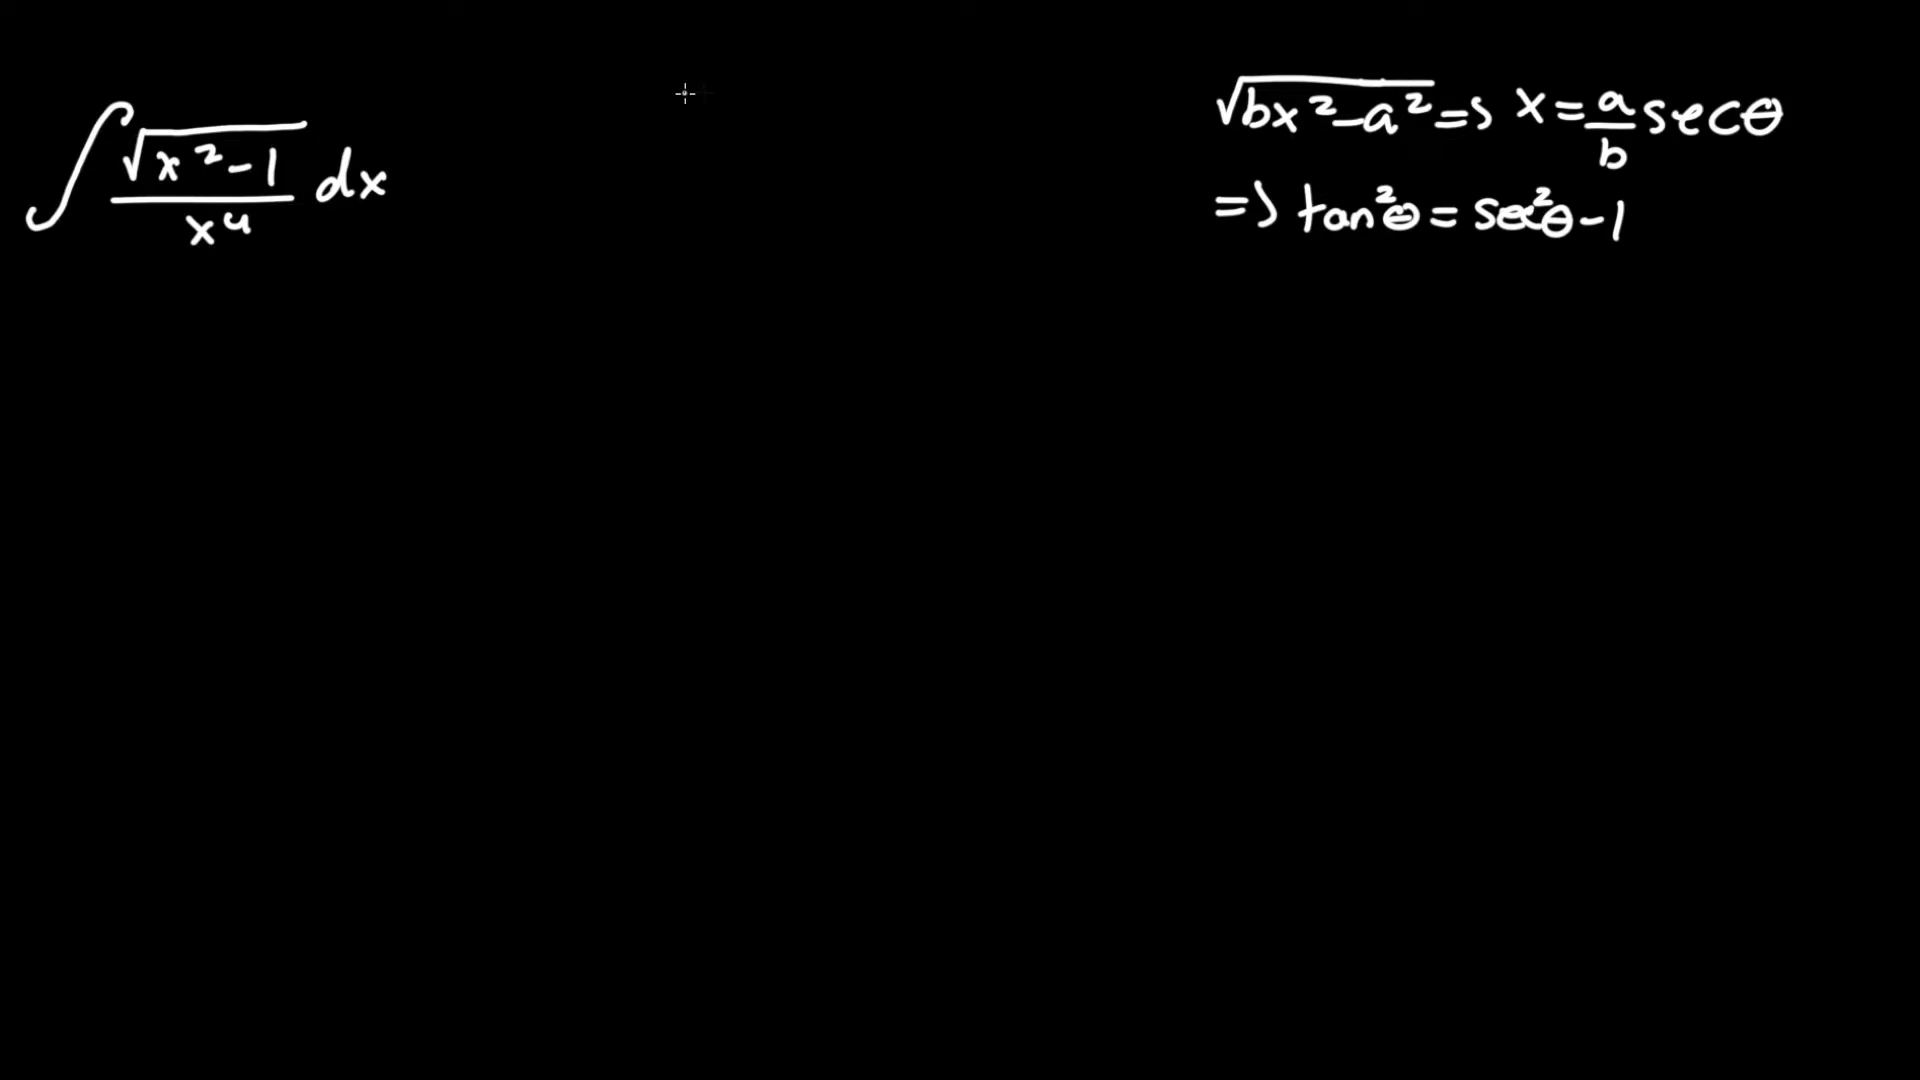 ∫ √(x²-1)/x⁴ dx
√(bx²-a²) => x = a/b secθ
=> tan²θ = sec²θ - 1